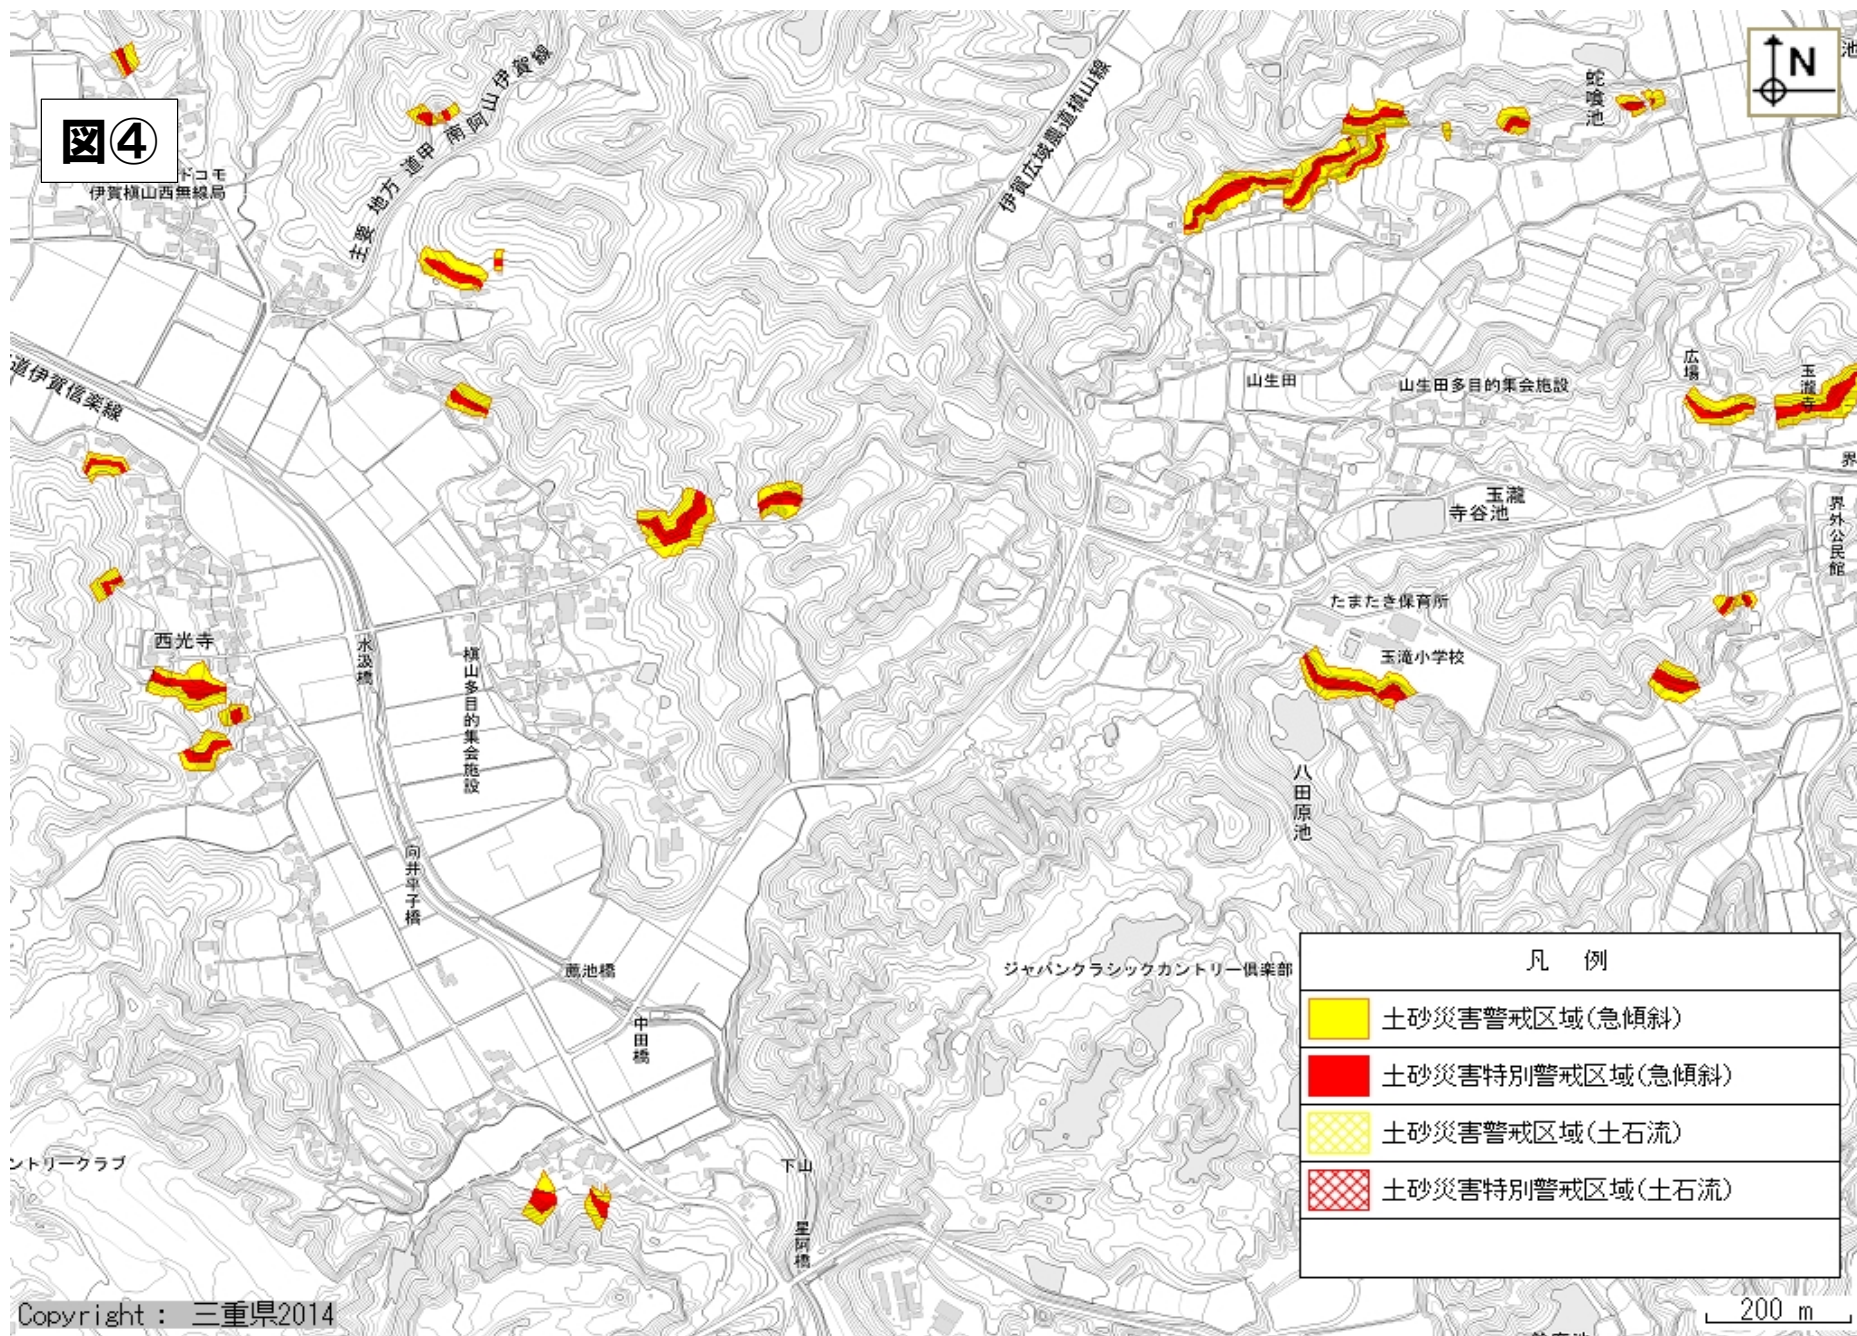 図④
N
池
蛇喰池
主要 地方 道甲 南阿山伊賀線
伊賀広域農道槙山線
ドコモ
伊賀槇山西無線局
道伊賀信楽線
山生田
山生田多目的集会施設
広場
玉瀧寺
界
玉瀧
寺谷池
界外公民館
たまたき保育所
玉滝小学校
西光寺
水汲橋
槇山多目的集会施設
八田原池
向井平子橋
薦池橋
中田橋
ジャパンクラシックカントリー倶楽部
ントリークラブ
下山
星阿橋
凡 例
土砂災害警戒区域(急傾斜)
土砂災害特別警戒区域(急傾斜)
土砂災害警戒区域(土石流)
土砂災害特別警戒区域(土石流)
Copyright : 三重県2014
200 m